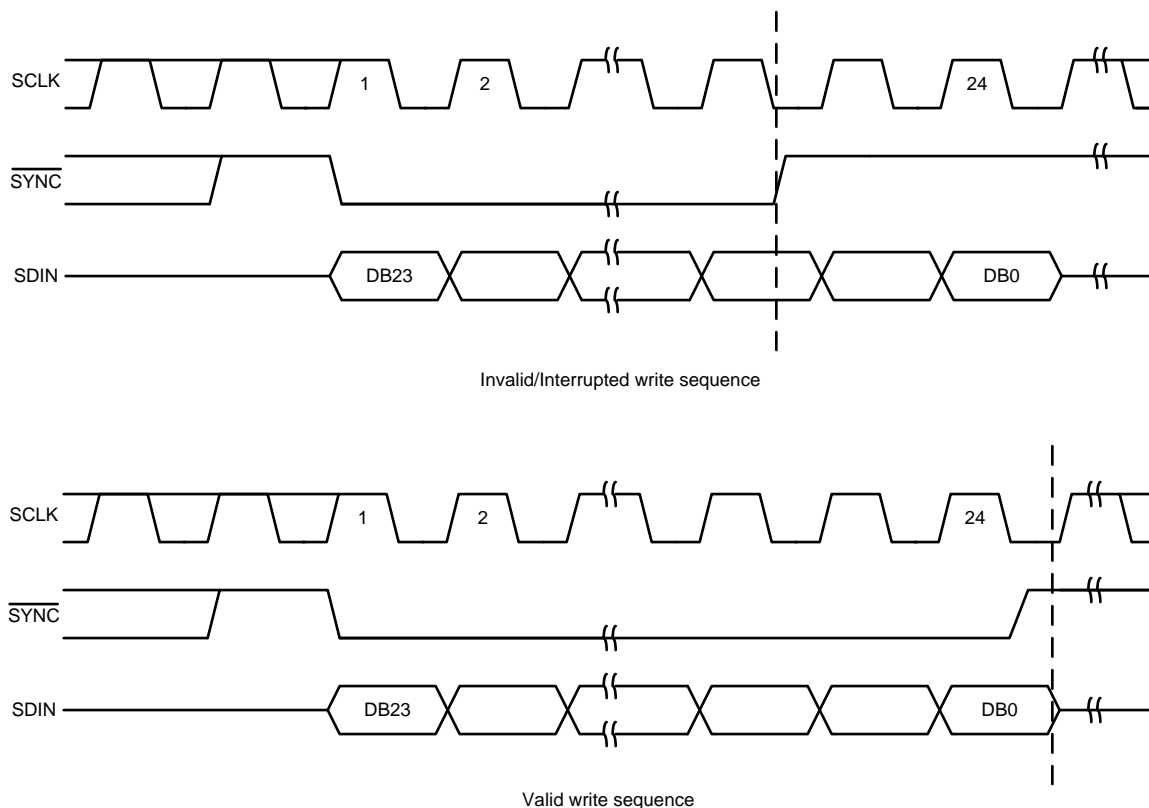 SCLK 1 2 24
SYNC
SDIN DB23 DB0
Invalid/Interrupted write sequence
SCLK 1 2 24
SYNC
SDIN DB23 DB0
Valid write sequence